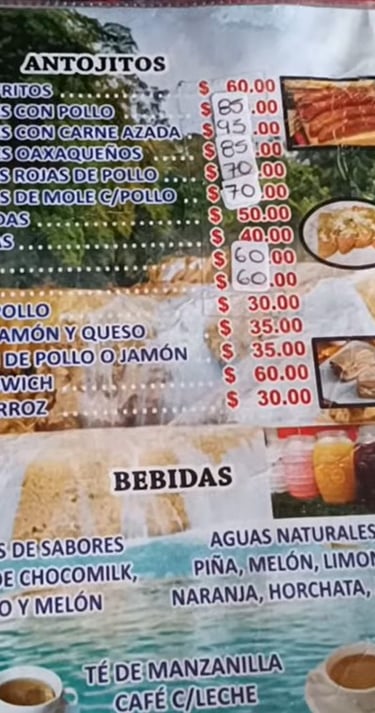 ANTOJITOS
RITOS ............ $ 60.00
S CON POLLO ........ $ 85.00
S CON CARNE AZADA . $ 95.00
S OAXAQUEÑOS ...... $ 85.00
S ROJAS DE POLLO .... $ 70.00
S DE MOLE C/POLLO .. $ 70.00
DAS ................ $ 50.00
AS ................. $ 40.00
................... $ 60.00
................... $ 60.00
POLLO .............. $ 30.00
AMÓN Y QUESO ...... $ 35.00
DE POLLO O JAMÓN . $ 35.00
WICH ............... $ 60.00
RROZ ............... $ 30.00
BEBIDAS
S DE SABORES
DE CHOCOMILK,
O Y MELÓN
AGUAS NATURALES
PIÑA, MELÓN, LIMON
NARANJA, HORCHATA,
TÉ DE MANZANILLA
CAFÉ C/LECHE